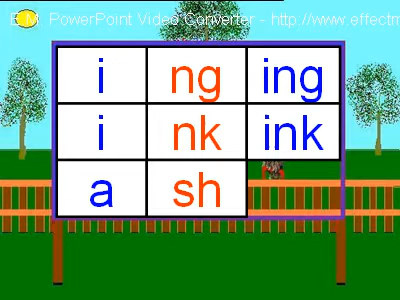 E.M. PowerPoint Video Converter - http://www.effectm
i ng ing
i nk ink
a sh